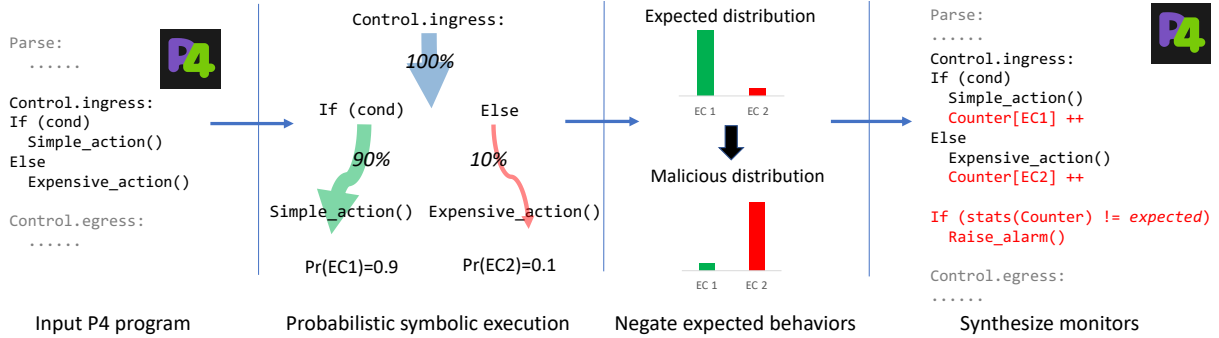 Parse:
......
P4
Control.ingress:
If (cond)
Simple_action()
Else
Expensive_action()
Control.egress:
......
Input P4 program
Control.ingress:
100%
If (cond)
Else
90%
10%
Simple_action()
Expensive_action()
Pr(EC1)=0.9
Pr(EC2)=0.1
Probabilistic symbolic execution
Expected distribution
EC 1
EC 2
Malicious distribution
EC 1
EC 2
Negate expected behaviors
Parse:
......
P4
Control.ingress:
If (cond)
Simple_action()
Counter[EC1] ++
Else
Expensive_action()
Counter[EC2] ++
If (stats(Counter) != expected)
Raise_alarm()
Control.egress:
......
Synthesize monitors